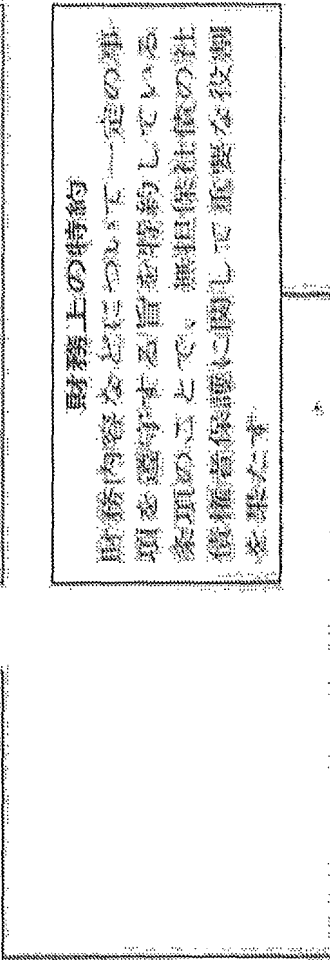 財務上の特約
財務内容などについて一定の事
項を遵守する旨を特約している
条項のことで、無担保社債の社
債権者保護に関して重要な役割
を果たす